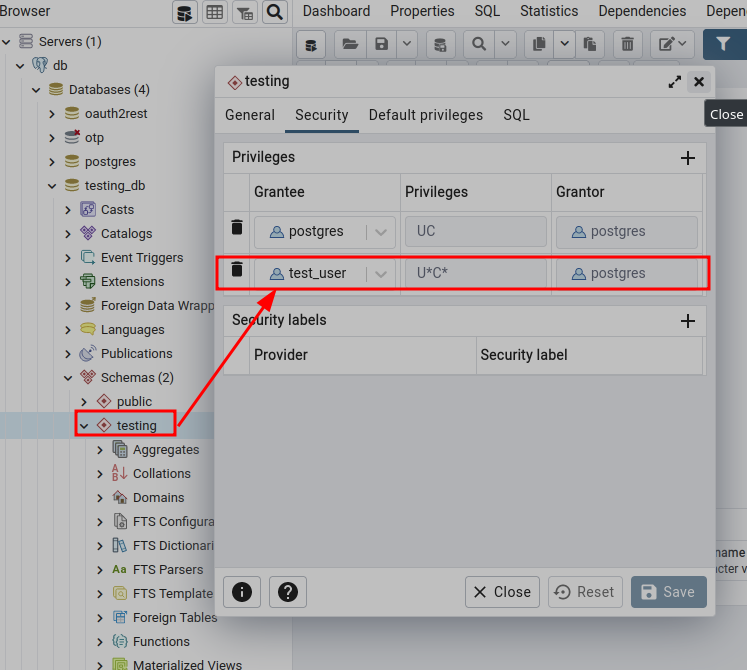 Browser
Dashboard Properties SQL Statistics Dependencies Depen
Servers (1)
db
Databases (4)
oauth2rest
otp
postgres
testing_db
Casts
Catalogs
Event Triggers
Extensions
Foreign Data Wrapp
Languages
Publications
Schemas (2)
public
testing
Aggregates
Collations
Domains
FTS Configura
FTS Dictionari
Aa FTS Parsers
FTS Template
Foreign Tables
Functions
Materialized Views
testing
Close
General Security Default privileges SQL
Privileges
Grantee Privileges Grantor
postgres UC postgres
test_user U*C* postgres
Security labels
Provider Security label
Close Reset Save
name
cter v